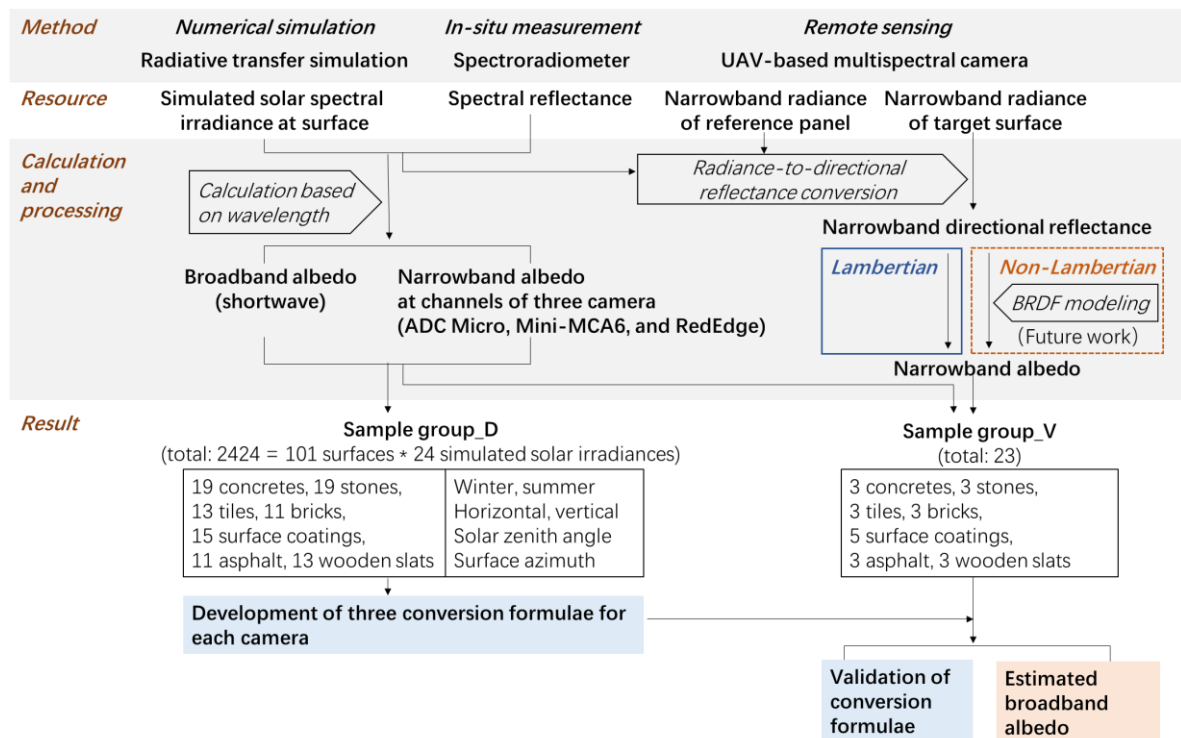 Method
Numerical simulation
In-situ measurement
Remote sensing
Radiative transfer simulation
Spectroradiometer
UAV-based multispectral camera
Resource
Simulated solar spectral
irradiance at surface
Spectral reflectance
Narrowband radiance
of reference panel
Narrowband radiance
of target surface
Calculation
and
processing
Calculation based
on wavelength
Radiance-to-directional
reflectance conversion
Narrowband directional reflectance
Broadband albedo
(shortwave)
Narrowband albedo
at channels of three camera
(ADC Micro, Mini-MCA6, and RedEdge)
Lambertian
Non-Lambertian
BRDF modeling
(Future work)
Narrowband albedo
Result
Sample group_D
(total: 2424 = 101 surfaces * 24 simulated solar irradiances)
19 concretes, 19 stones,
13 tiles, 11 bricks,
15 surface coatings,
11 asphalt, 13 wooden slats
Winter, summer
Horizontal, vertical
Solar zenith angle
Surface azimuth
Sample group_V
(total: 23)
3 concretes, 3 stones,
3 tiles, 3 bricks,
5 surface coatings,
3 asphalt, 3 wooden slats
Development of three conversion formulae for
each camera
Validation of
conversion
formulae
Estimated
broadband
albedo